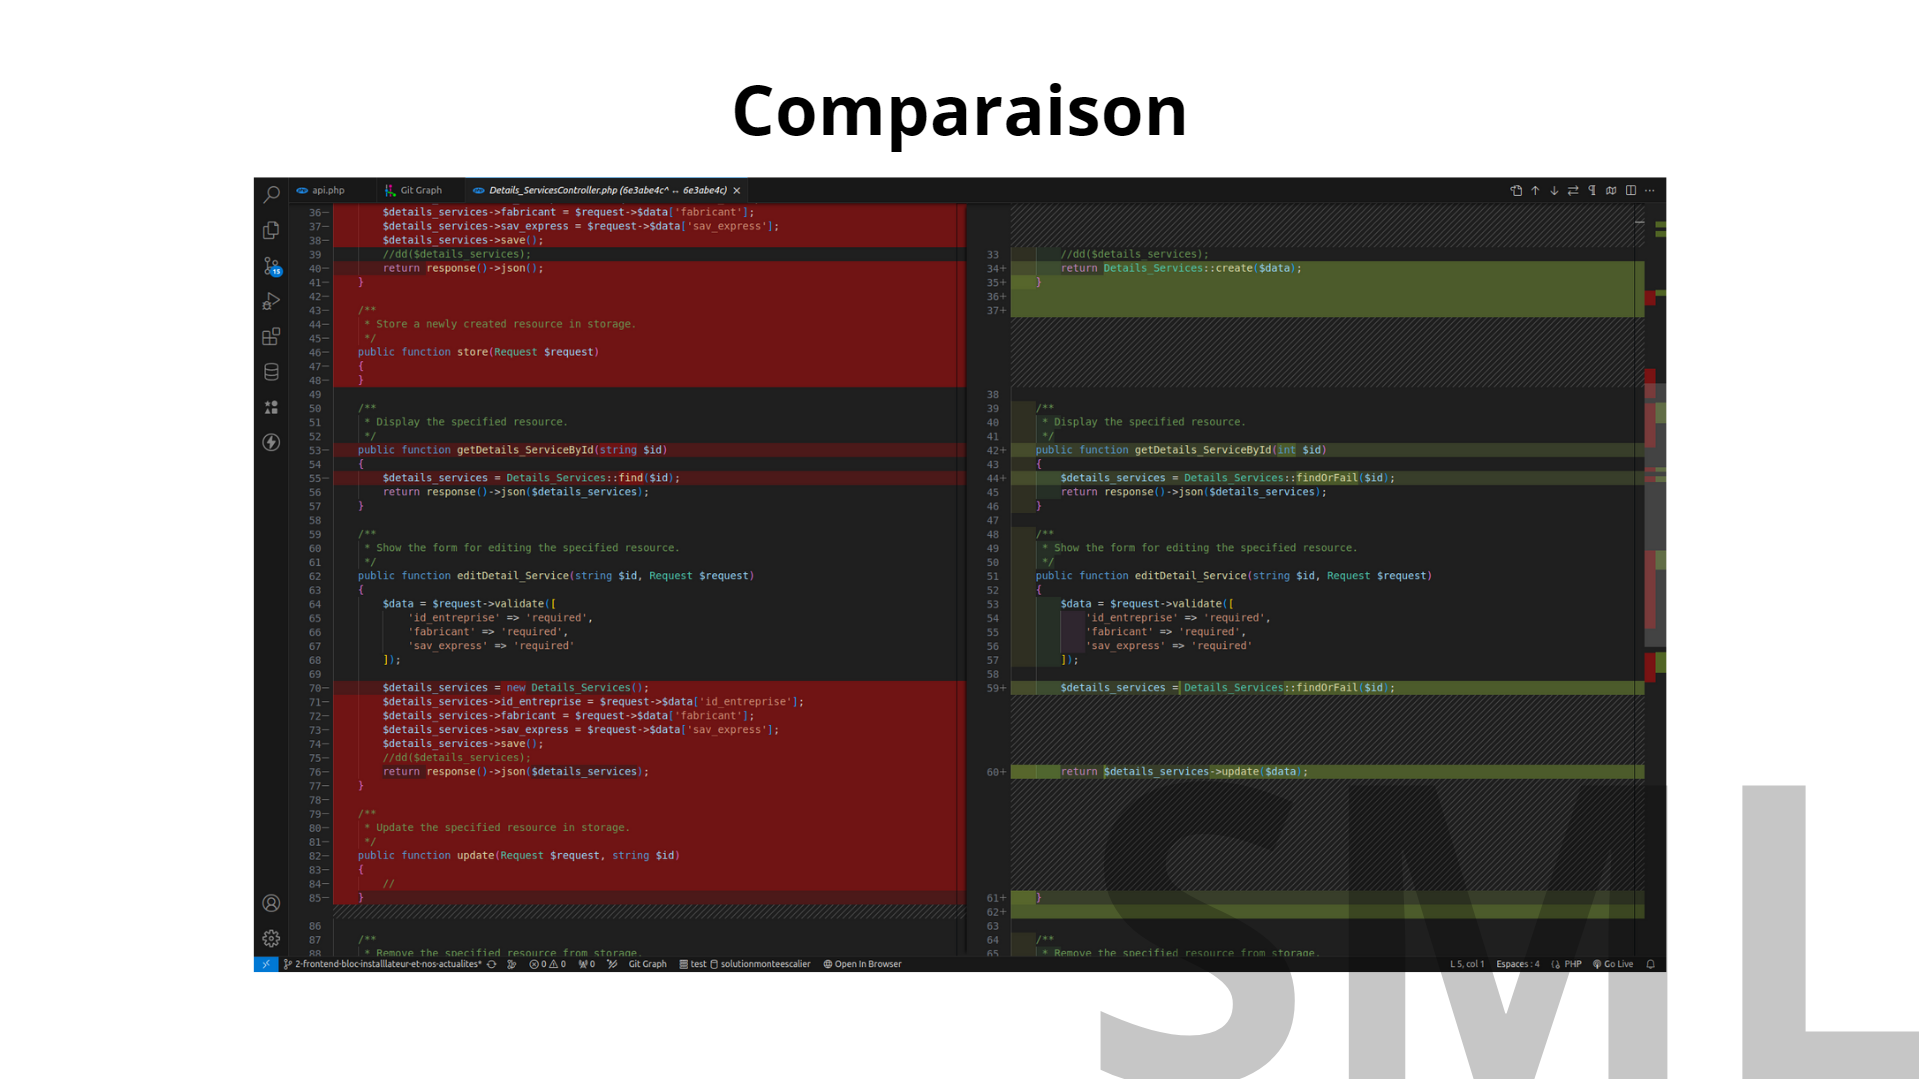 Comparaison
api.php
Git Graph
Details_ServicesController.php (6e3abe4c^ ↔ 6e3abe4c)
15
36− $details_services->fabricant = $request->$data['fabricant'];
37− $details_services->sav_express = $request->$data['sav_express'];
38− $details_services->save();
39 //dd($details_services);
40− return response()->json();
41− }
42−
43− /**
44− * Store a newly created resource in storage.
45− */
46− public function store(Request $request)
47− {
48− }
49
50 /**
51 * Display the specified resource.
52 */
53− public function getDetails_ServiceById(string $id)
54 {
55− $details_services = Details_Services::find($id);
56 return response()->json($details_services);
57 }
58
59 /**
60 * Show the form for editing the specified resource.
61 */
62 public function editDetail_Service(string $id, Request $request)
63 {
64 $data = $request->validate([
65 'id_entreprise' => 'required',
66 'fabricant' => 'required',
67 'sav_express' => 'required'
68 ]);
69
70− $details_services = new Details_Services();
71− $details_services->id_entreprise = $request->$data['id_entreprise'];
72− $details_services->fabricant = $request->$data['fabricant'];
73− $details_services->sav_express = $request->$data['sav_express'];
74− $details_services->save();
75− //dd($details_services);
76− return response()->json($details_services);
77− }
78−
79− /**
80− * Update the specified resource in storage.
81− */
82− public function update(Request $request, string $id)
83− {
84− //
85− }
86
87 /**
88 * Remove the specified resource from storage.
33 //dd($details_services);
34+ return Details_Services::create($data);
35+ }
36+
37+
38
39 /**
40 * Display the specified resource.
41 */
42+ public function getDetails_ServiceById(int $id)
43 {
44+ $details_services = Details_Services::findOrFail($id);
45 return response()->json($details_services);
46 }
47
48 /**
49 * Show the form for editing the specified resource.
50 */
51 public function editDetail_Service(string $id, Request $request)
52 {
53 $data = $request->validate([
54 'id_entreprise' => 'required',
55 'fabricant' => 'required',
56 'sav_express' => 'required'
57 ]);
58
59+ $details_services = Details_Services::findOrFail($id);
60+ return $details_services->update($data);
61+ }
62+
63
64 /**
65 * Remove the specified resource from storage.
2-frontend-bloc-installlateur-et-nos-actualites* 0 0 0 Git Graph test solutionmonteescalier Open In Browser L 5, col 1 Espaces : 4 PHP Go Live
SML